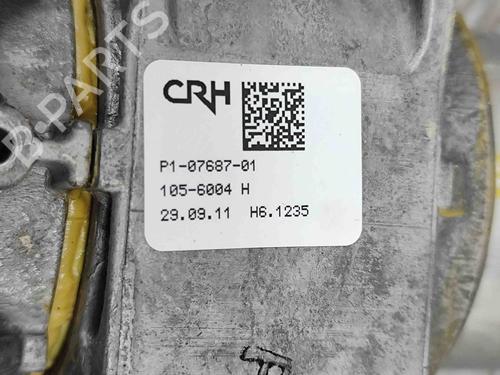 B-PARTS
CRH
P1-07687-01
105-6004 H
29.09.11 H6.1235